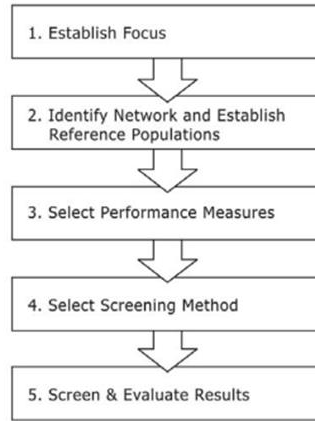 1. Establish Focus
2. Identify Network and Establish
Reference Populations
3. Select Performance Measures
4. Select Screening Method
5. Screen & Evaluate Results